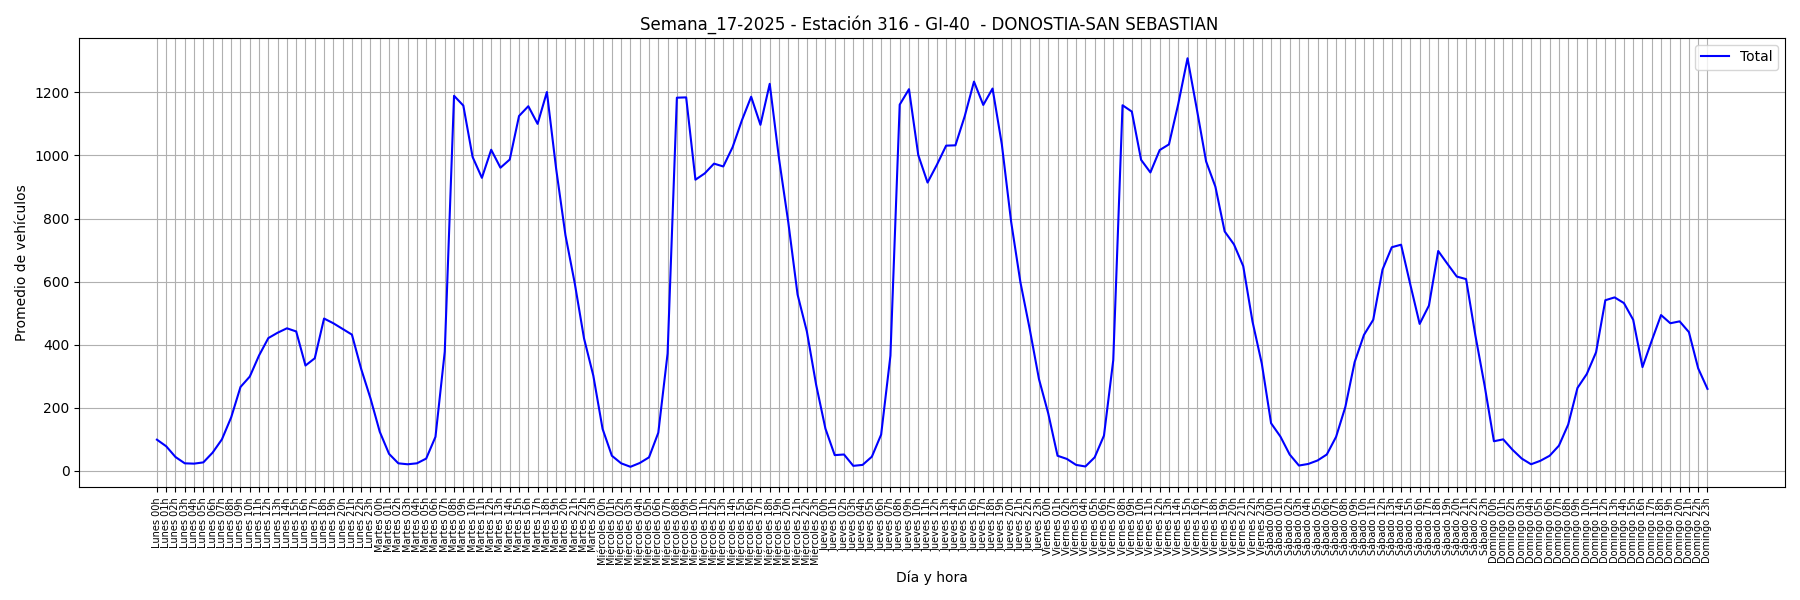 Semana_17-2025 - Estación 316 - GI-40  - DONOSTIA-SAN SEBASTIAN
Total
Promedio de vehículos
1200
1000
800
600
400
200
0
Lunes 00h
Lunes 01h
Lunes 02h
Lunes 03h
Lunes 04h
Lunes 05h
Lunes 06h
Lunes 07h
Lunes 08h
Lunes 09h
Lunes 10h
Lunes 11h
Lunes 12h
Lunes 13h
Lunes 14h
Lunes 15h
Lunes 16h
Lunes 17h
Lunes 18h
Lunes 19h
Lunes 20h
Lunes 21h
Lunes 22h
Lunes 23h
Martes 00h
Martes 01h
Martes 02h
Martes 03h
Martes 04h
Martes 05h
Martes 06h
Martes 07h
Martes 08h
Martes 09h
Martes 10h
Martes 11h
Martes 12h
Martes 13h
Martes 14h
Martes 15h
Martes 16h
Martes 17h
Martes 18h
Martes 19h
Martes 20h
Martes 21h
Martes 22h
Martes 23h
Miércoles 00h
Miércoles 01h
Miércoles 02h
Miércoles 03h
Miércoles 04h
Miércoles 05h
Miércoles 06h
Miércoles 07h
Miércoles 08h
Miércoles 09h
Miércoles 10h
Miércoles 11h
Miércoles 12h
Miércoles 13h
Miércoles 14h
Miércoles 15h
Miércoles 16h
Miércoles 17h
Miércoles 18h
Miércoles 19h
Miércoles 20h
Miércoles 21h
Miércoles 22h
Miércoles 23h
Jueves 00h
Jueves 01h
Jueves 02h
Jueves 03h
Jueves 04h
Jueves 05h
Jueves 06h
Jueves 07h
Jueves 08h
Jueves 09h
Jueves 10h
Jueves 11h
Jueves 12h
Jueves 13h
Jueves 14h
Jueves 15h
Jueves 16h
Jueves 17h
Jueves 18h
Jueves 19h
Jueves 20h
Jueves 21h
Jueves 22h
Jueves 23h
Viernes 00h
Viernes 01h
Viernes 02h
Viernes 03h
Viernes 04h
Viernes 05h
Viernes 06h
Viernes 07h
Viernes 08h
Viernes 09h
Viernes 10h
Viernes 11h
Viernes 12h
Viernes 13h
Viernes 14h
Viernes 15h
Viernes 16h
Viernes 17h
Viernes 18h
Viernes 19h
Viernes 20h
Viernes 21h
Viernes 22h
Viernes 23h
Sábado 00h
Sábado 01h
Sábado 02h
Sábado 03h
Sábado 04h
Sábado 05h
Sábado 06h
Sábado 07h
Sábado 08h
Sábado 09h
Sábado 10h
Sábado 11h
Sábado 12h
Sábado 13h
Sábado 14h
Sábado 15h
Sábado 16h
Sábado 17h
Sábado 18h
Sábado 19h
Sábado 20h
Sábado 21h
Sábado 22h
Sábado 23h
Domingo 00h
Domingo 01h
Domingo 02h
Domingo 03h
Domingo 04h
Domingo 05h
Domingo 06h
Domingo 07h
Domingo 08h
Domingo 09h
Domingo 10h
Domingo 11h
Domingo 12h
Domingo 13h
Domingo 14h
Domingo 15h
Domingo 16h
Domingo 17h
Domingo 18h
Domingo 19h
Domingo 20h
Domingo 21h
Domingo 22h
Domingo 23h
Día y hora